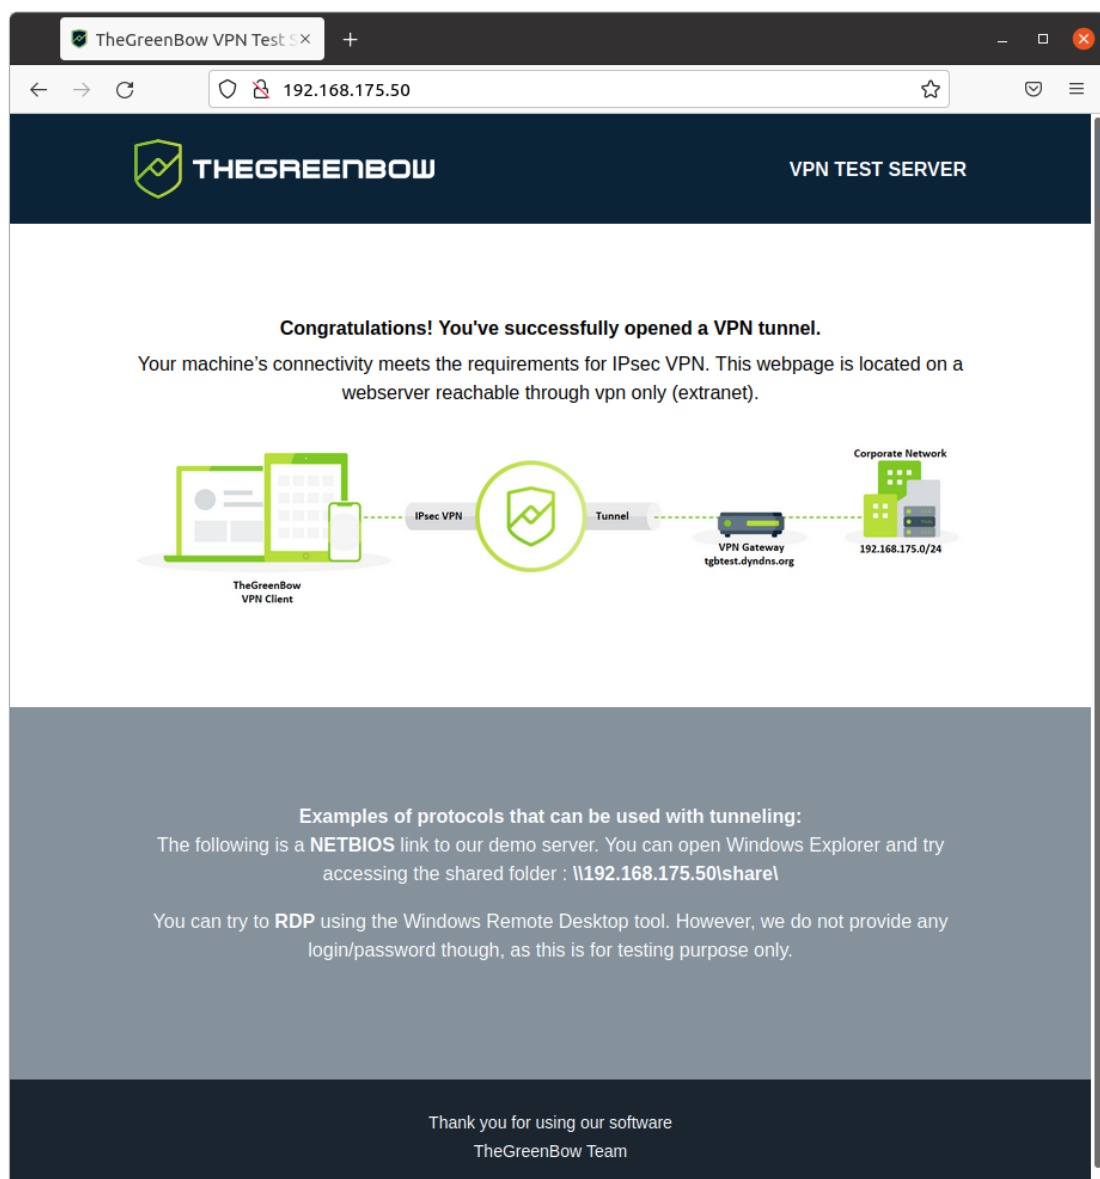 TheGreenBow VPN Test S
192.168.175.50
THEGREENBOW
VPN TEST SERVER
Congratulations! You've successfully opened a VPN tunnel.
Your machine’s connectivity meets the requirements for IPsec VPN. This webpage is located on a
webserver reachable through vpn only (extranet).
Corporate Network
IPsec VPN
Tunnel
VPN Gateway
tgbtest.dyndns.org
192.168.175.0/24
TheGreenBow
VPN Client
Examples of protocols that can be used with tunneling:
The following is a NETBIOS link to our demo server. You can open Windows Explorer and try
accessing the shared folder : \\192.168.175.50\share\
You can try to RDP using the Windows Remote Desktop tool. However, we do not provide any
login/password though, as this is for testing purpose only.
Thank you for using our software
TheGreenBow Team